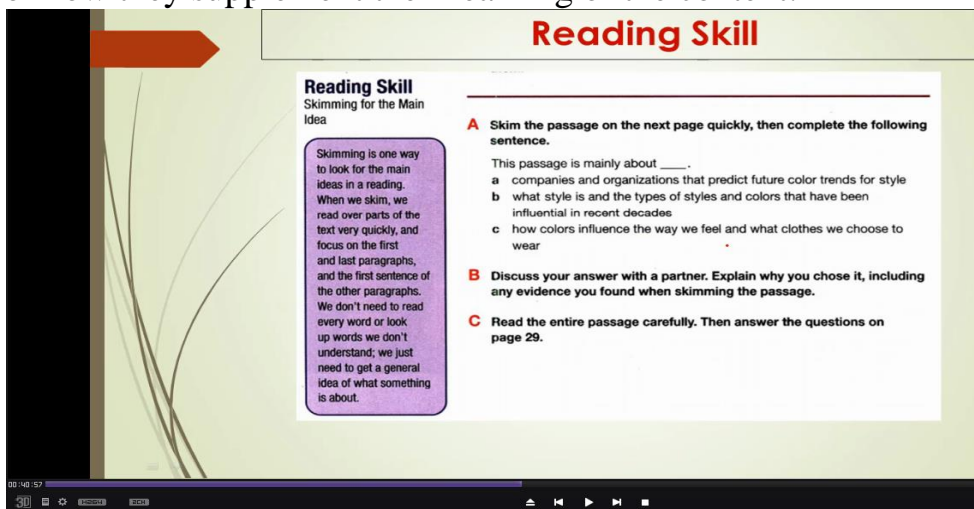 Reading Skill
Reading Skill
Skimming for the Main
Idea
Skimming is one way
to look for the main
ideas in a reading.
When we skim, we
read over parts of the
text very quickly, and
focus on the first
and last paragraphs,
and the first sentence of
the other paragraphs.
We don't need to read
every word or look
up words we don't
understand; we just
need to get a general
idea of what something
is about.
A Skim the passage on the next page quickly, then complete the following
sentence.
This passage is mainly about ____.
a companies and organizations that predict future color trends for style
b what style is and the types of styles and colors that have been
influential in recent decades
c how colors influence the way we feel and what clothes we choose to
wear
B Discuss your answer with a partner. Explain why you chose it, including
any evidence you found when skimming the passage.
C Read the entire passage carefully. Then answer the questions on
page 29.
00:40:57
3D